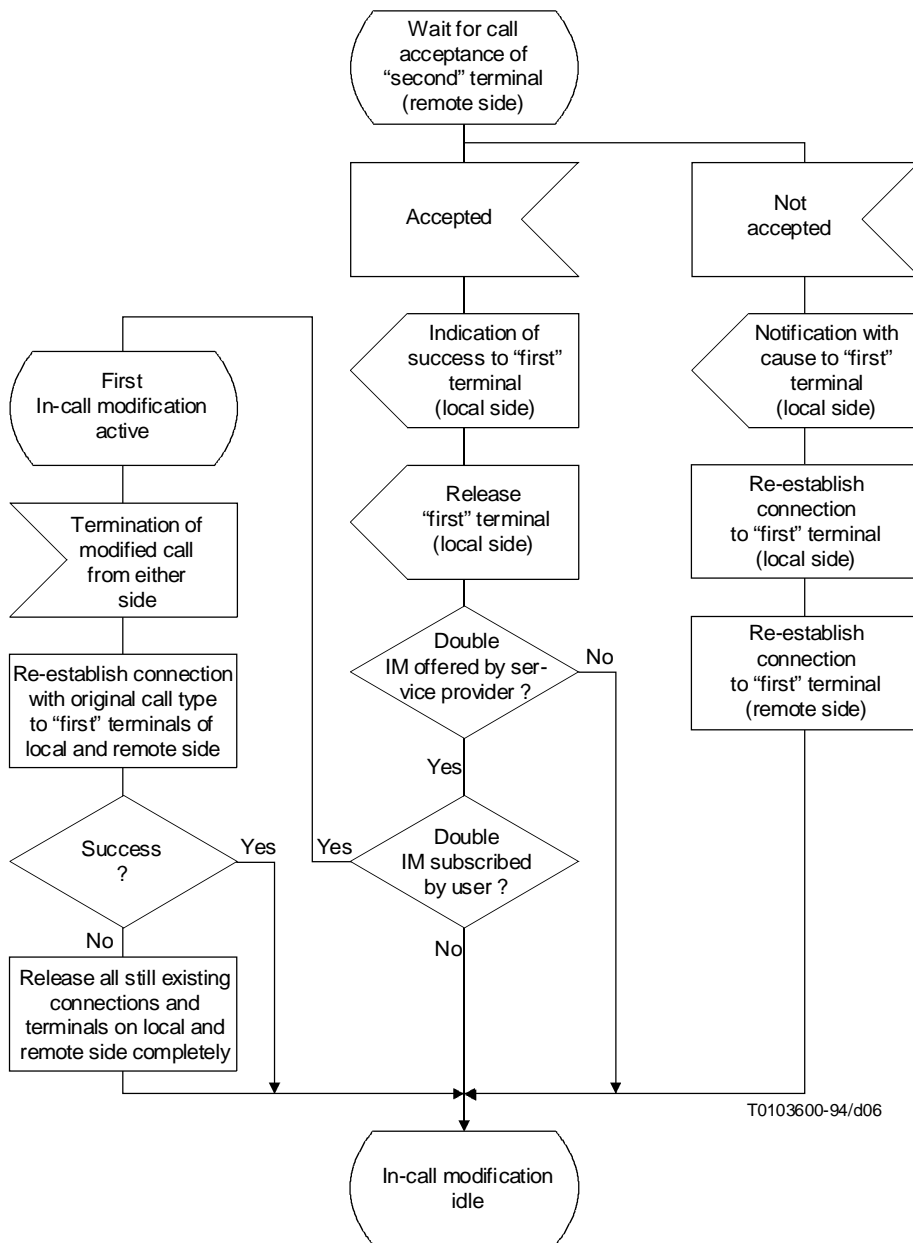 Wait for call
acceptance of
“second” terminal
(remote side)
Accepted
Not
accepted
Indication of
success to “first”
terminal
(local side)
Notification with
cause to “first”
terminal
(local side)
First
In-call modification
active
Release
“first” terminal
(local side)
Re-establish
connection
to “first” terminal
(local side)
Termination of
modified call
from either
side
Double
IM offered by ser-
vice provider ?
No
Yes
Re-establish
connection
to “first” terminal
(remote side)
Re-establish connection
with original call type
to “first” terminals of
local and remote side
Success
?
Yes
No
Yes
Double
IM subscribed
by user ?
No
Release all still existing
connections and
terminals on local and
remote side completely
T0103600-94/d06
In-call modification
idle